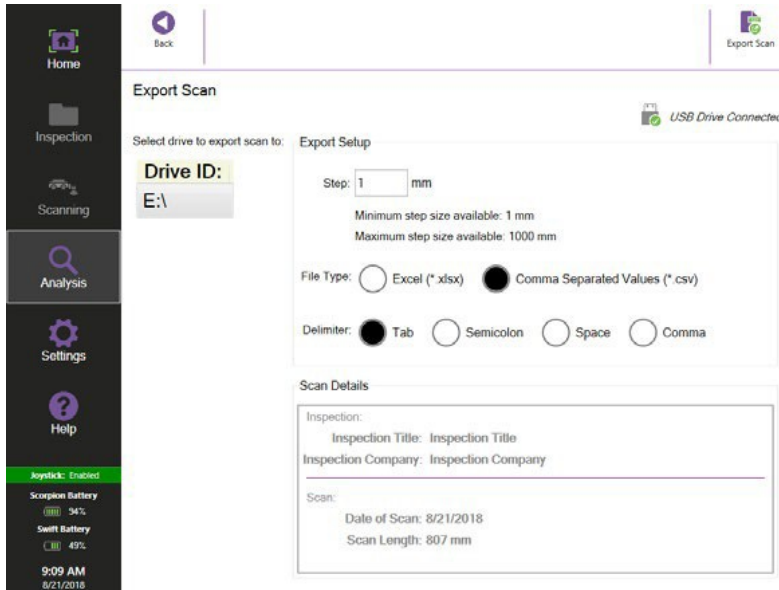 Home
Inspection
Scanning
Analysis
Settings
Help
Joystick: Enabled
Scorpion Battery
94%
Swift Battery
49%
9:09 AM
8/21/2018
Back
Export Scan
Export Scan
USB Drive Connected
Select drive to export scan to:
Drive ID:
E:\
Export Setup
Step: 1 mm
Minimum step size available: 1 mm
Maximum step size available: 1000 mm
File Type: Excel (*.xlsx) Comma Separated Values (*.csv)
Delimiter: Tab Semicolon Space Comma
Scan Details
Inspection:
Inspection Title: Inspection Title
Inspection Company: Inspection Company
Scan:
Date of Scan: 8/21/2018
Scan Length: 807 mm